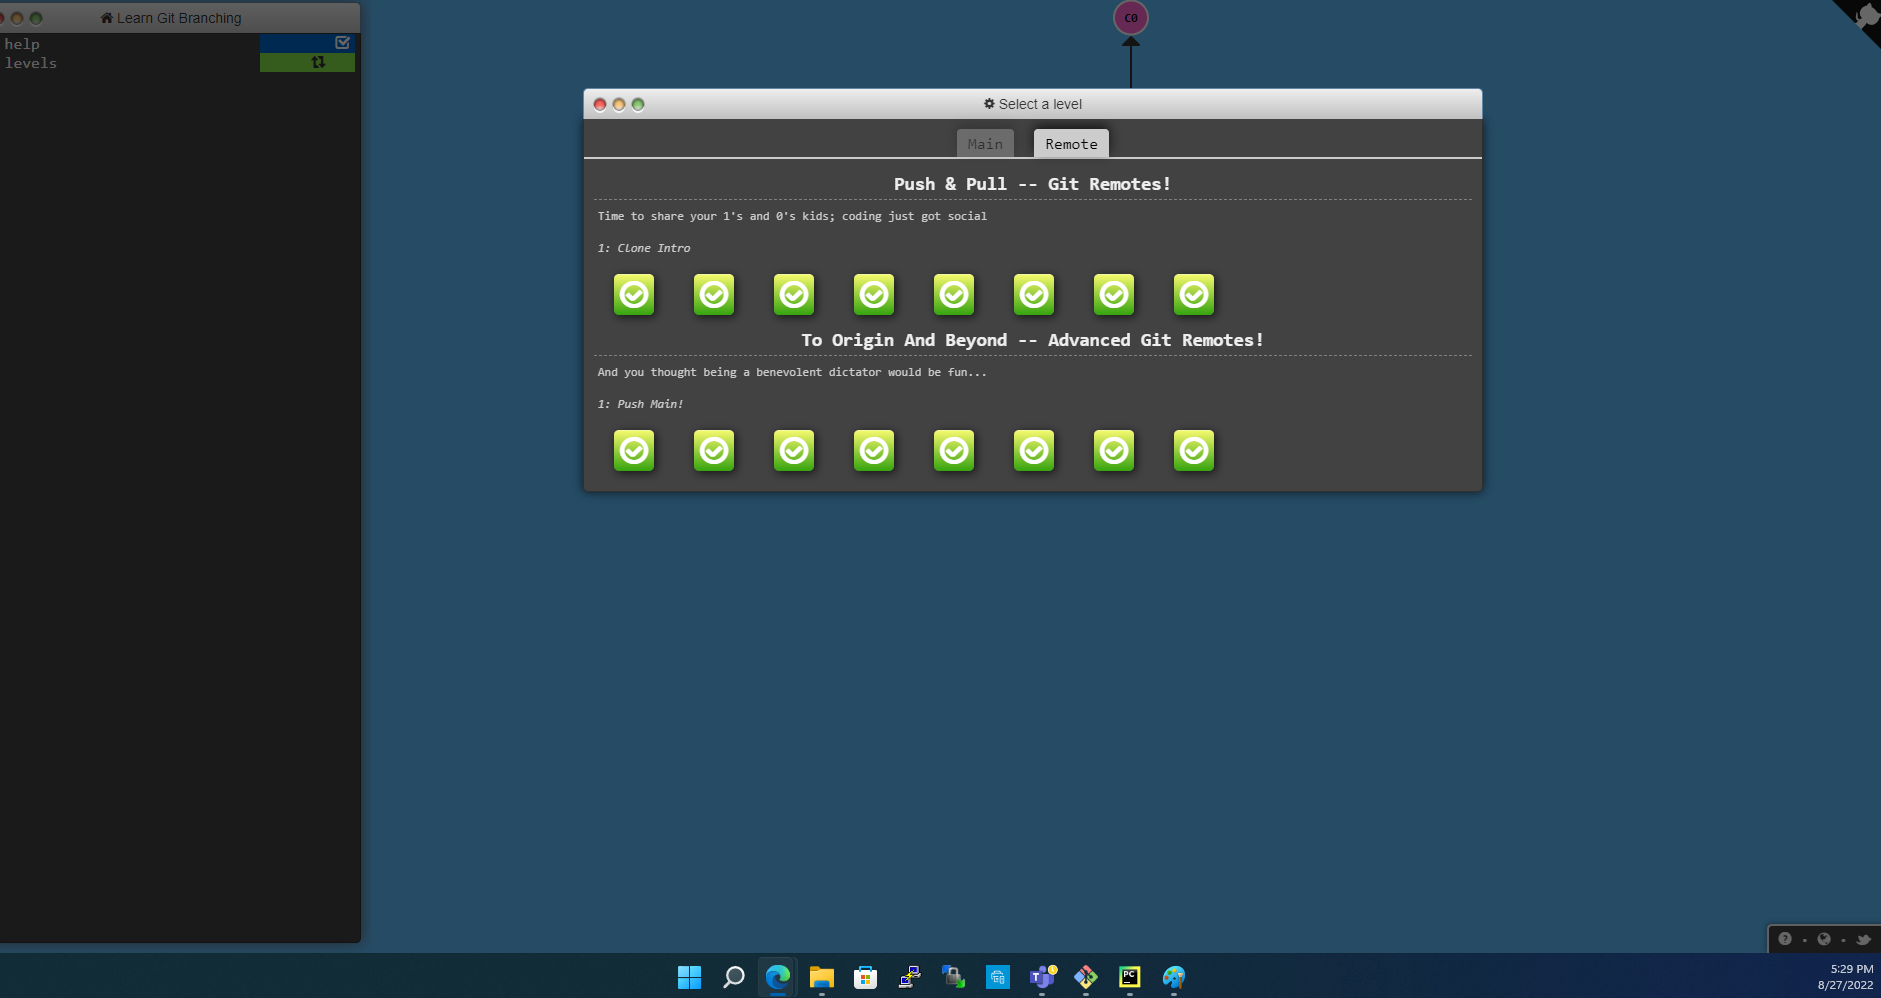 Learn Git Branching
help
levels
C0
Select a level
Main
Remote
Push & Pull -- Git Remotes!
Time to share your 1's and 0's kids; coding just got social
1: Clone Intro
To Origin And Beyond -- Advanced Git Remotes!
And you thought being a benevolent dictator would be fun...
1: Push Main!
5:29 PM
8/27/2022